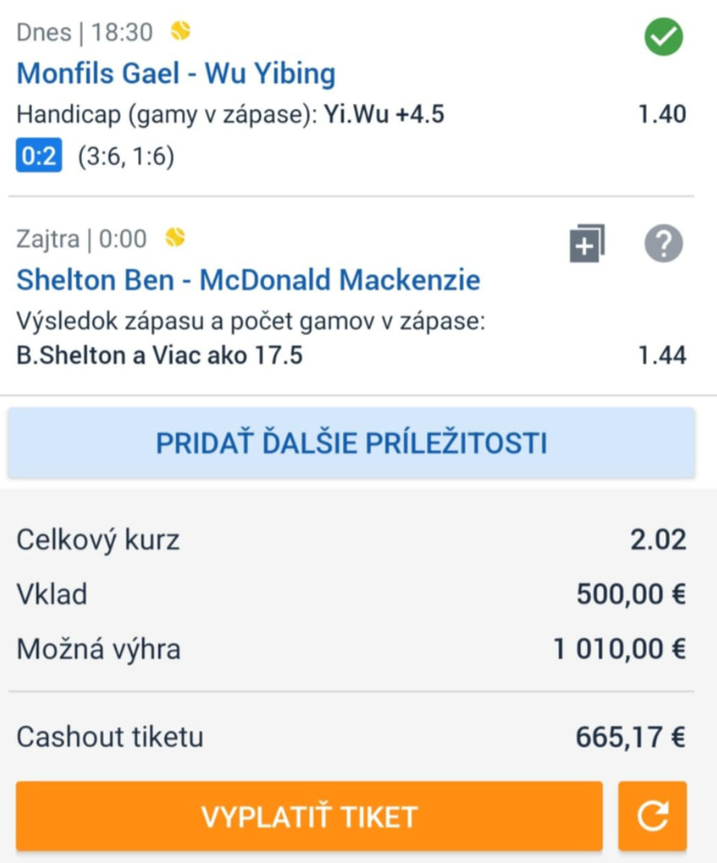 Dnes | 18:30
Monfils Gael - Wu Yibing
Handicap (gamy v zápase): Yi.Wu +4.5 1.40
0:2 (3:6, 1:6)
Zajtra | 0:00
Shelton Ben - McDonald Mackenzie
Výsledok zápasu a počet gamov v zápase:
B.Shelton a Viac ako 17.5 1.44
PRIDAŤ ĎALŠIE PRÍLEŽITOSTI
Celkový kurz 2.02
Vklad 500,00 €
Možná výhra 1 010,00 €
Cashout tiketu 665,17 €
VYPLATIŤ TIKET